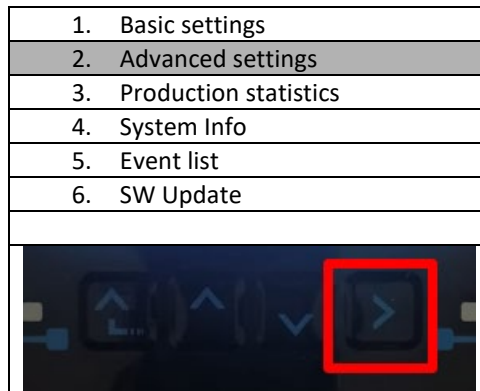 1. Basic settings
2. Advanced settings
3. Production statistics
4. System Info
5. Event list
6. SW Update